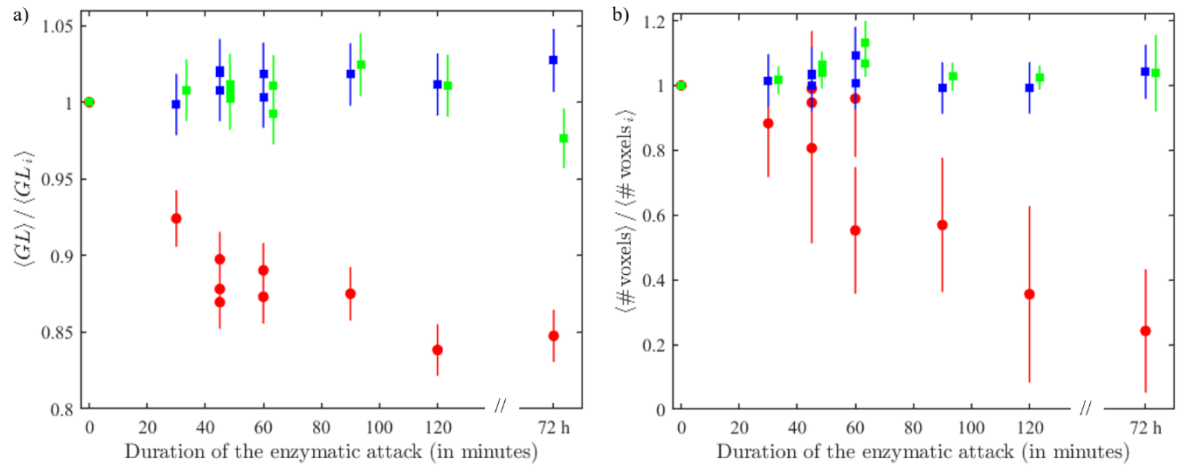 a)
1.05
1
0.95
0.9
0.85
0.8
⟨GL⟩ / ⟨GL i⟩
0 20 40 60 80 100 120 // 72 h
Duration of the enzymatic attack (in minutes)
b)
1.2
1
0.8
0.6
0.4
0.2
0
⟨# voxels⟩ / ⟨# voxels i⟩
0 20 40 60 80 100 120 // 72 h
Duration of the enzymatic attack (in minutes)